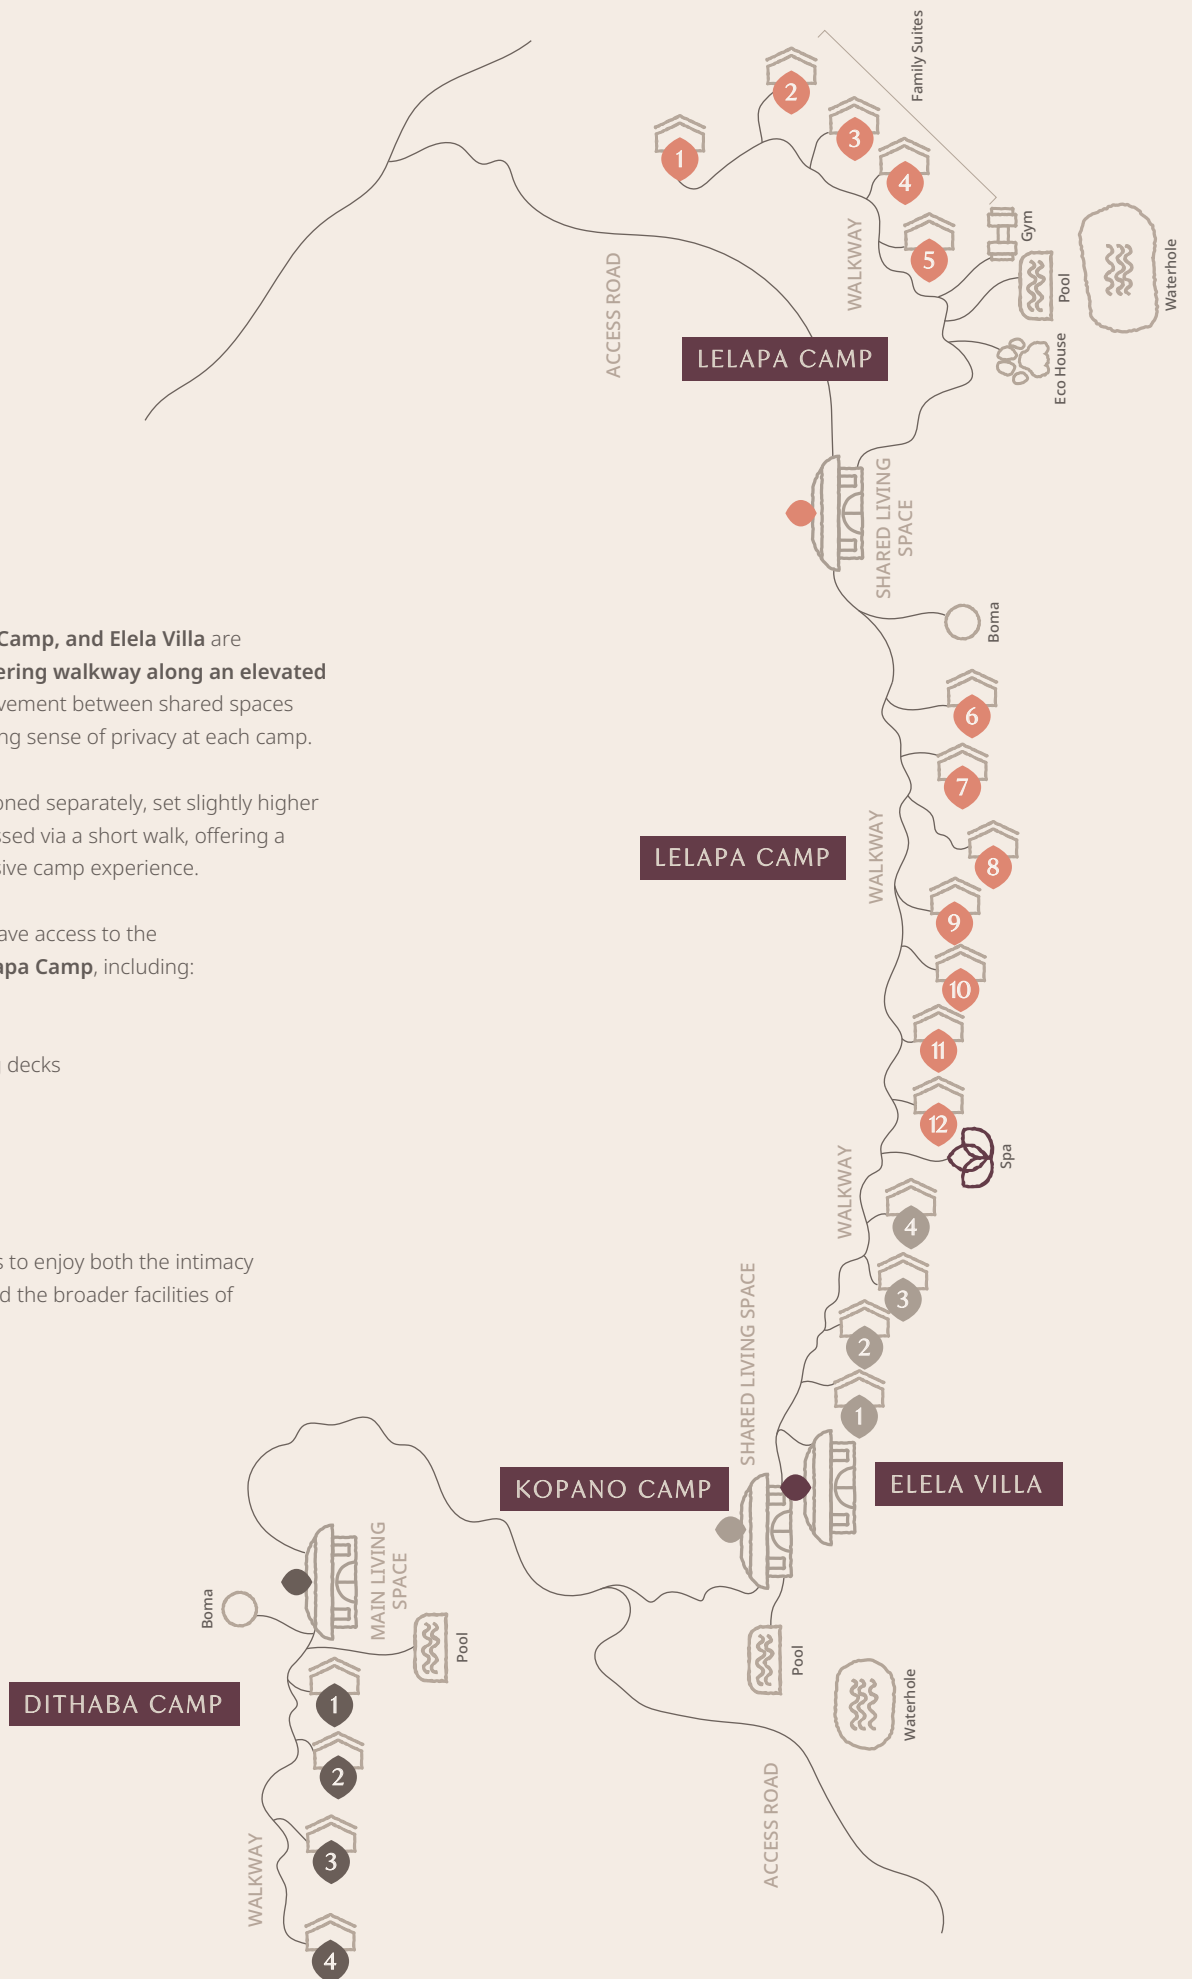 Family Suites
2
3
1
4
5
Gym
WALKWAY
Pool
Waterhole
ACCESS ROAD
LELAPA CAMP
Eco House
SHARED LIVING
SPACE
Boma
Camp, and Elela Villa are
ering walkway along an elevated
vement between shared spaces
ng sense of privacy at each camp.
6
7
oned separately, set slightly higher
ssed via a short walk, offering a
sive camp experience.
LELAPA CAMP
WALKWAY
8
9
ave access to the
apa Camp, including:
10
11
g decks
12
Spa
WALKWAY
4
s to enjoy both the intimacy
d the broader facilities of
3
2
SHARED LIVING SPACE
1
KOPANO CAMP
ELELA VILLA
MAIN LIVING
SPACE
Boma
Pool
Pool
Waterhole
DITHABA CAMP
1
2
ACCESS ROAD
3
WALKWAY
4